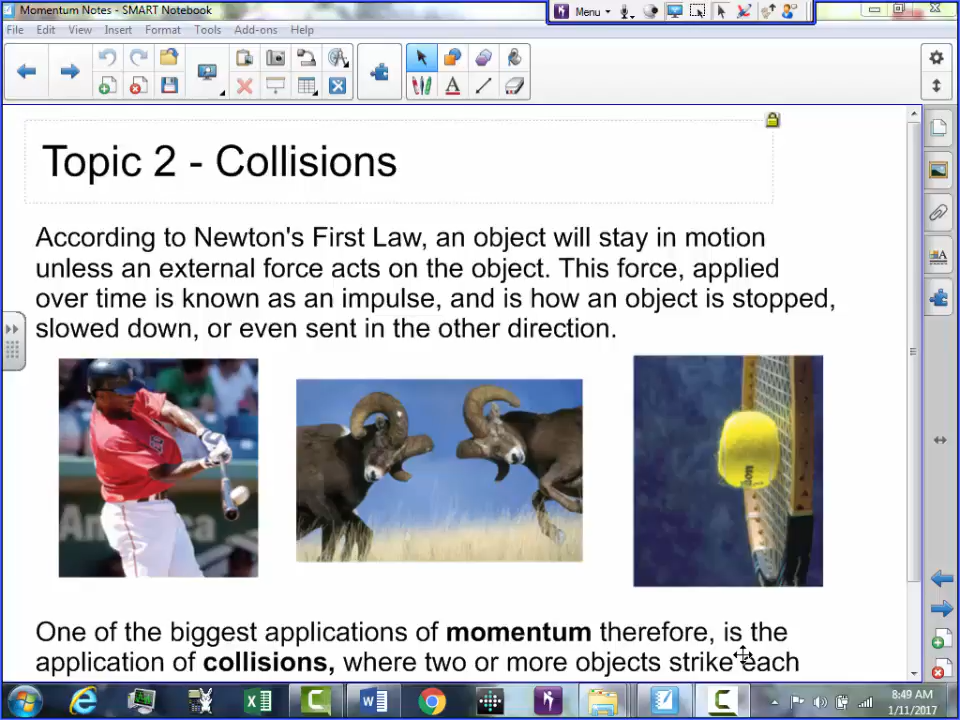 Momentum Notes - SMART Notebook
Menu
File Edit View Insert Format Tools Add-ons Help
Topic 2 - Collisions
According to Newton's First Law, an object will stay in motion
unless an external force acts on the object. This force, applied
over time is known as an impulse, and is how an object is stopped,
slowed down, or even sent in the other direction.
America
One of the biggest applications of momentum therefore, is the
application of collisions, where two or more objects strike each
8:49 AM
1/11/2017